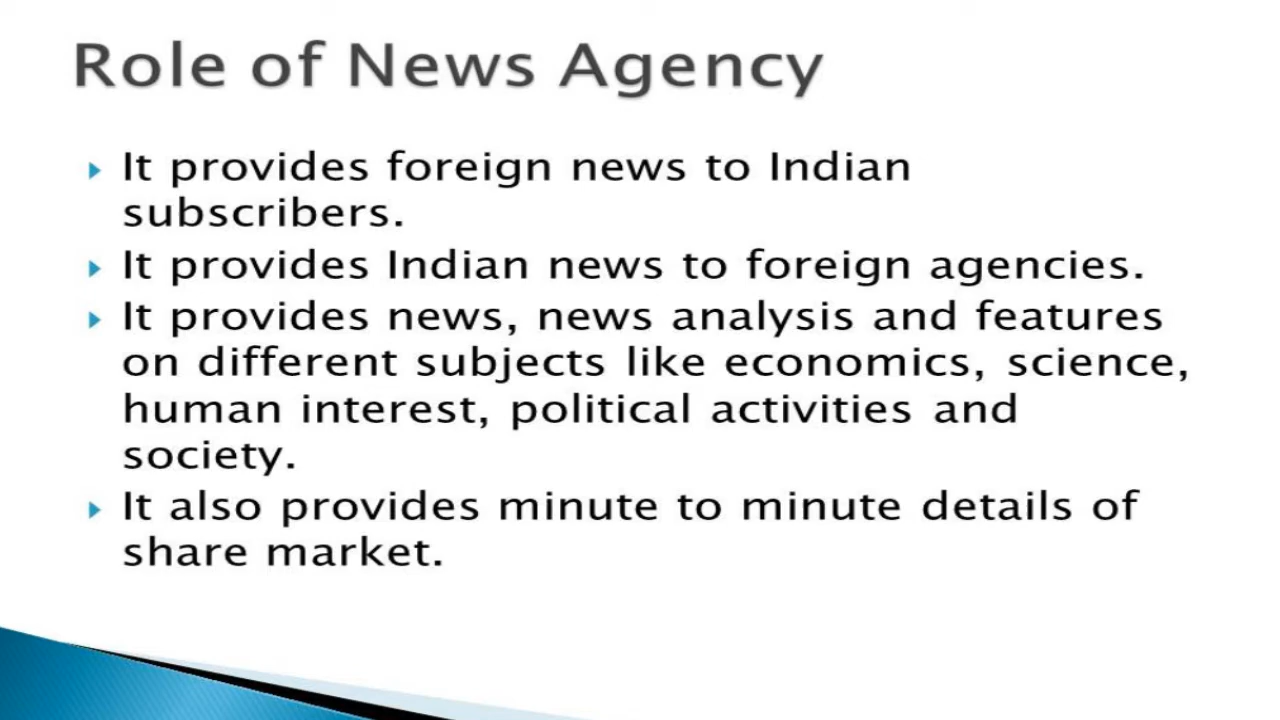 Role of News Agency
It provides foreign news to Indian
subscribers.
It provides Indian news to foreign agencies.
It provides news, news analysis and features
on different subjects like economics, science,
human interest, political activities and
society.
It also provides minute to minute details of
share market.